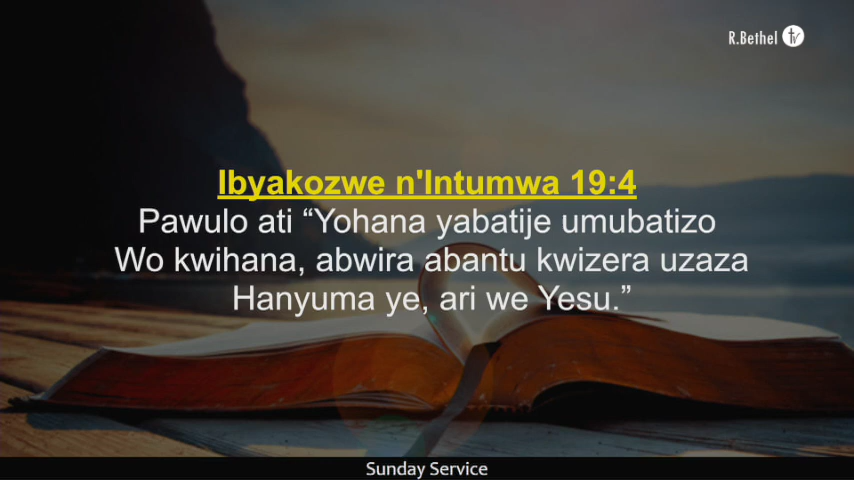 R.Bethel tv
Ibyakozwe n'Intumwa 19:4
Pawulo ati “Yohana yabatije umubatizo
Wo kwihana, abwira abantu kwizera uzaza
Hanyuma ye, ari we Yesu.”
Sunday Service